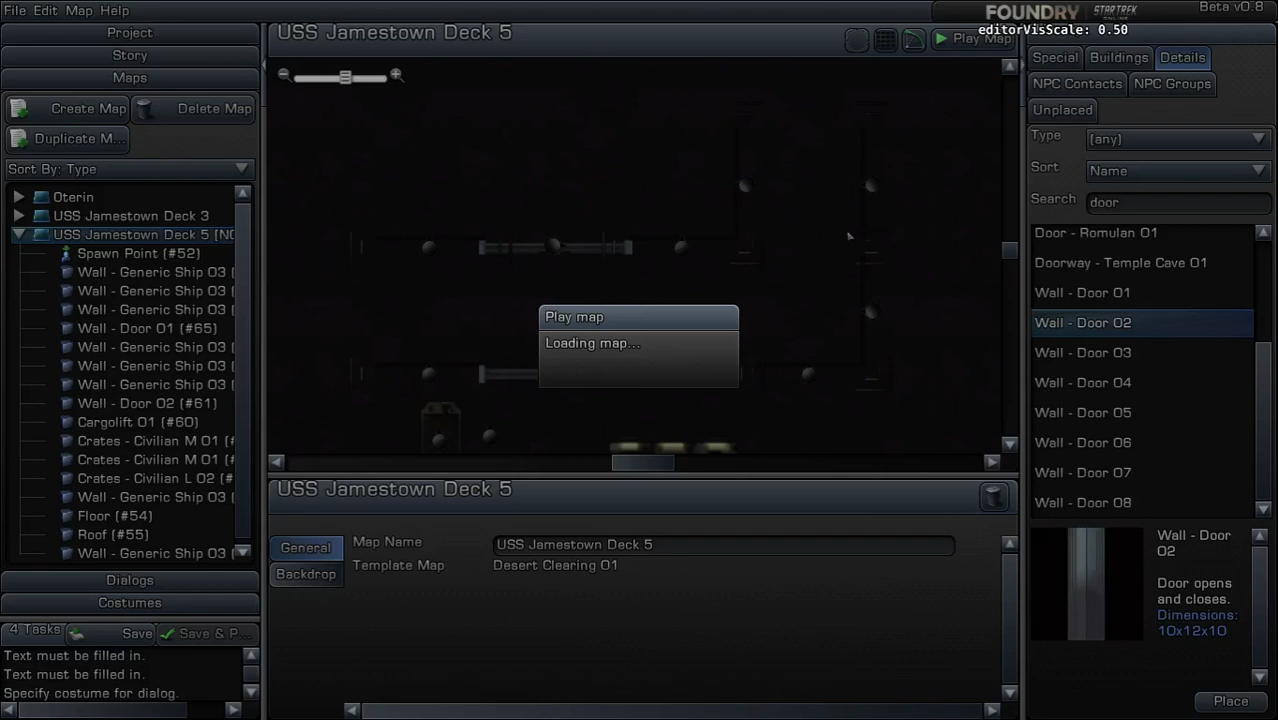 File Edit Map Help
FOUNDRY STAR TREK ONLINE
Beta v0.8
editorVisScale: 0.50
Project
Story
Maps
Create Map
Delete Map
Duplicate M...
Sort By: Type
Oterin
USS Jamestown Deck 3
USS Jamestown Deck 5 [NO
Spawn Point (#52)
Wall - Generic Ship 03 (
Wall - Generic Ship 03 (
Wall - Generic Ship 03 (
Wall - Door 01 (#65)
Wall - Generic Ship 03 (
Wall - Generic Ship 03 (
Wall - Generic Ship 03 (
Wall - Door 02 (#61)
Cargolift 01 (#60)
Crates - Civilian M 01 (#
Crates - Civilian M 01 (
Crates - Civilian L 02 (#
Wall - Generic Ship 03 (
Floor (#54)
Roof (#55)
Wall - Generic Ship 03 (
Dialogs
Costumes
4 Tasks
Save
Save & P...
Text must be filled in.
Text must be filled in.
Specify costume for dialog.
USS Jamestown Deck 5
Play Map
Play map
Loading map...
USS Jamestown Deck 5
General
Backdrop
Map Name
USS Jamestown Deck 5
Template Map
Desert Clearing 01
Special
Buildings
Details
NPC Contacts
NPC Groups
Unplaced
Type
[any]
Sort
Name
Search
door
Door - Romulan 01
Doorway - Temple Cave 01
Wall - Door 01
Wall - Door 02
Wall - Door 03
Wall - Door 04
Wall - Door 05
Wall - Door 06
Wall - Door 07
Wall - Door 08
Wall - Door
02
Door opens
and closes.
Dimensions:
10x12x10
Place